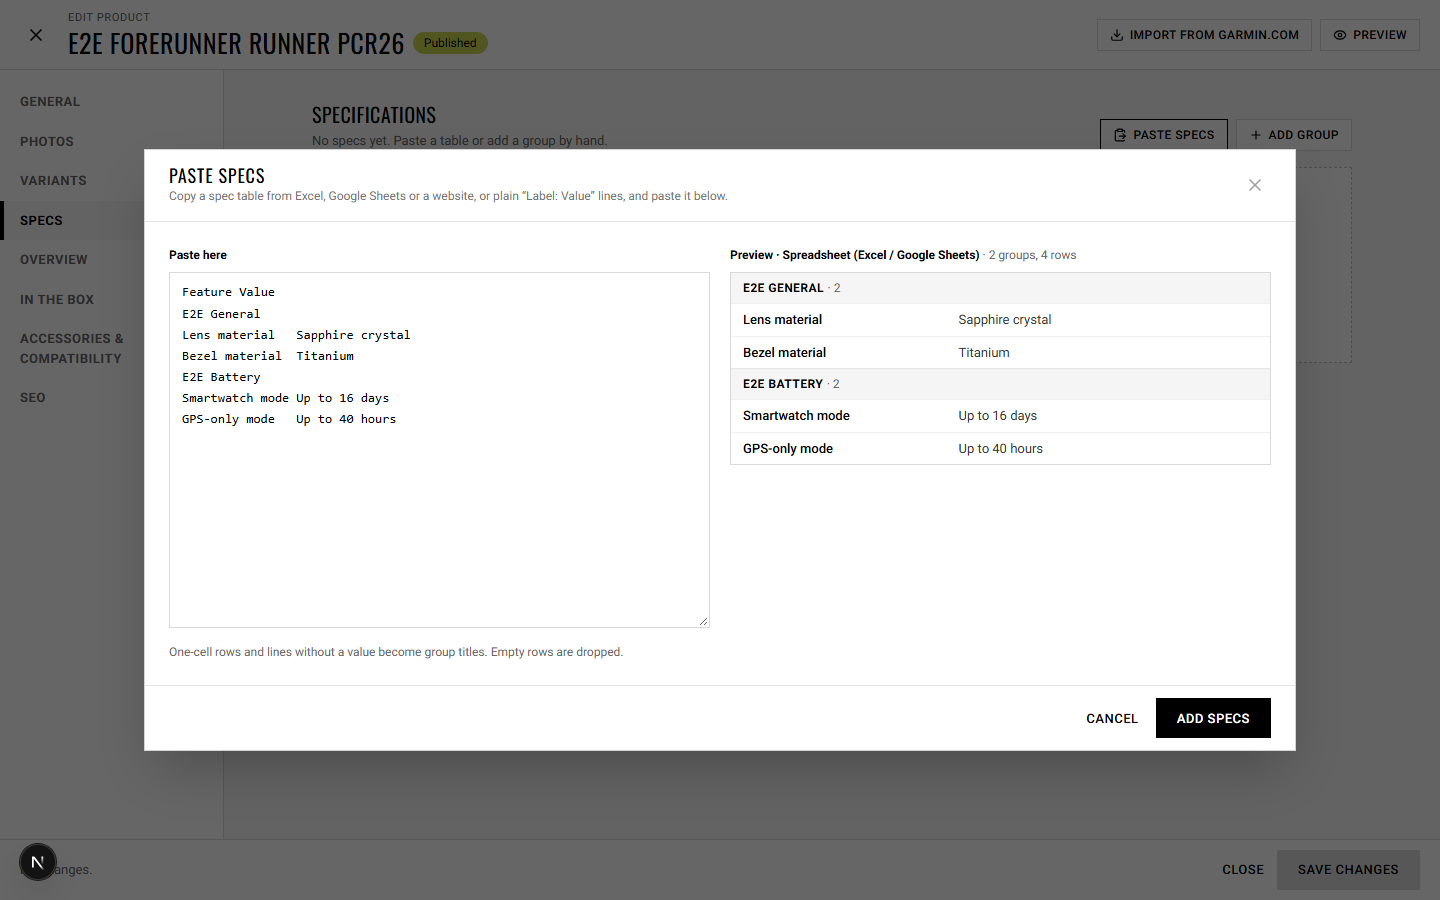 EDIT PRODUCT
E2E FORERUNNER RUNNER PCR26
Published
IMPORT FROM GARMIN.COM
PREVIEW
GENERAL
PHOTOS
VARIANTS
SPECS
OVERVIEW
IN THE BOX
ACCESSORIES &
COMPATIBILITY
SEO
SPECIFICATIONS
No specs yet. Paste a table or add a group by hand.
PASTE SPECS
ADD GROUP
PASTE SPECS
Copy a spec table from Excel, Google Sheets or a website, or plain “Label: Value” lines, and paste it below.
Paste here
Feature Value
E2E General
Lens material Sapphire crystal
Bezel material Titanium
E2E Battery
Smartwatch mode Up to 16 days
GPS-only mode Up to 40 hours
One-cell rows and lines without a value become group titles. Empty rows are dropped.
Preview · Spreadsheet (Excel / Google Sheets) · 2 groups, 4 rows
E2E GENERAL · 2
Lens material Sapphire crystal
Bezel material Titanium
E2E BATTERY · 2
Smartwatch mode Up to 16 days
GPS-only mode Up to 40 hours
CANCEL
ADD SPECS
N
CLOSE
SAVE CHANGES